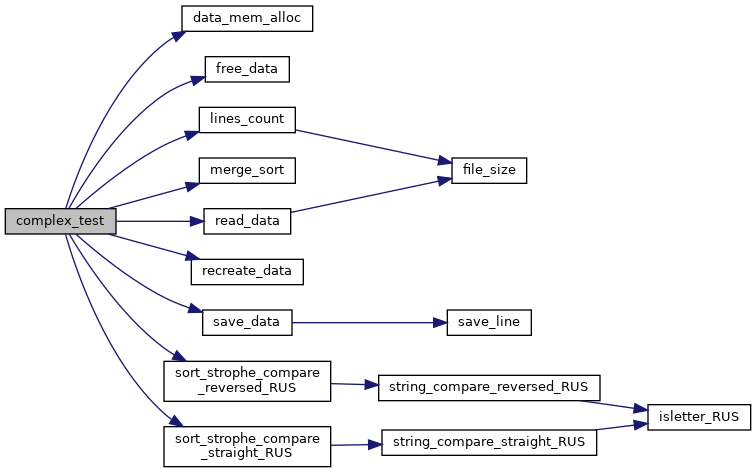 data_mem_alloc
free_data
lines_count
merge_sort
file_size
complex_test
read_data
recreate_data
save_data
save_line
sort_strophe_compare
_reversed_RUS
string_compare_reversed_RUS
isletter_RUS
sort_strophe_compare
_straight_RUS
string_compare_straight_RUS